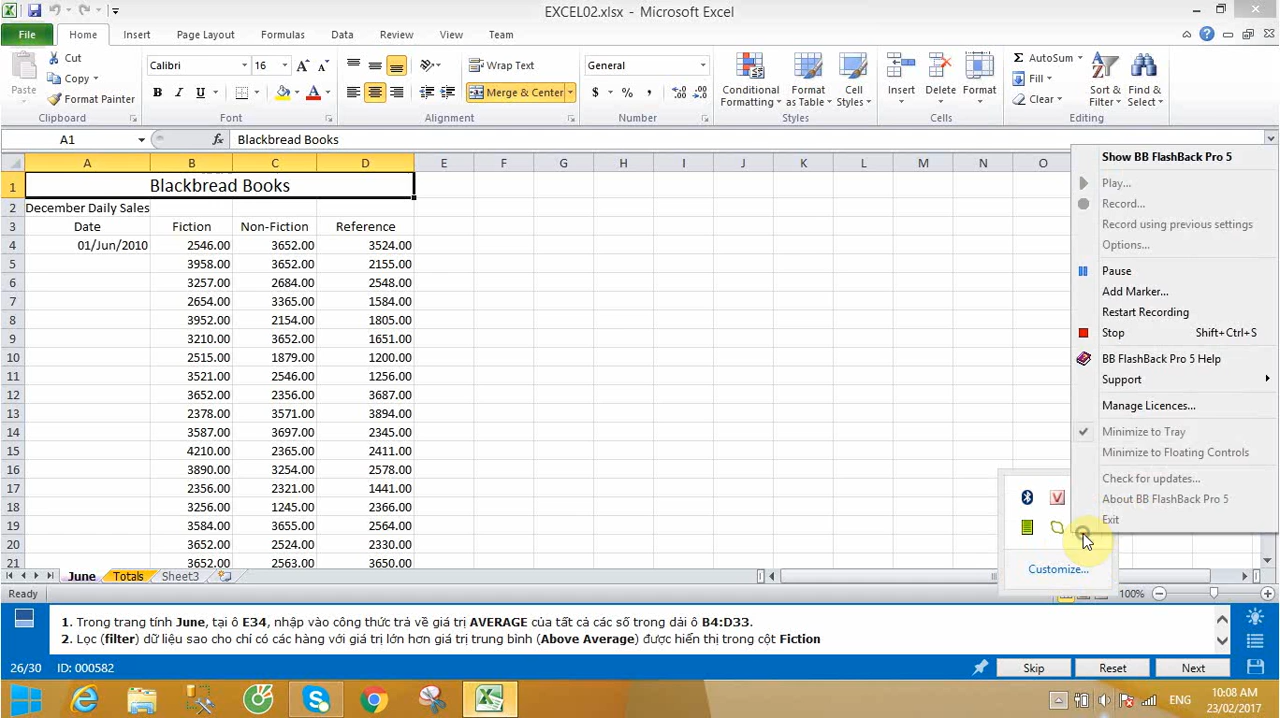 EXCEL02.xlsx - Microsoft Excel
File Home Insert Page Layout Formulas Data Review View Team
Cut
Copy
Format Painter
Paste
Clipboard
Calibri 16
B I U
Font
Wrap Text
Merge & Center
Alignment
General
$ % ,
Number
Conditional Formatting
Format as Table
Cell Styles
Styles
Insert Delete Format
Cells
AutoSum
Fill
Clear
Sort & Filter
Find & Select
Editing
A1 fx Blackbread Books
A B C D E F G H I J K L M N O
1 Blackbread Books
2 December Daily Sales
3 Date Fiction Non-Fiction Reference
4 01/Jun/2010 2546.00 3652.00 3524.00
5 3958.00 3652.00 2155.00
6 3257.00 2684.00 2548.00
7 2654.00 3365.00 1584.00
8 3952.00 2154.00 1805.00
9 3210.00 3652.00 1651.00
10 2515.00 1879.00 1200.00
11 3521.00 2546.00 1256.00
12 3652.00 2356.00 3687.00
13 2378.00 3571.00 3894.00
14 3587.00 3697.00 2345.00
15 4210.00 2365.00 2411.00
16 3890.00 3254.00 2578.00
17 2356.00 2321.00 1441.00
18 3256.00 1245.00 2366.00
19 3584.00 3655.00 2564.00
20 3652.00 2524.00 2330.00
21 3652.00 2563.00 3650.00
Show BB FlashBack Pro 5
Play...
Record...
Record using previous settings
Options...
Pause
Add Marker...
Restart Recording
Stop Shift+Ctrl+S
BB FlashBack Pro 5 Help
Support
Manage Licences...
Minimize to Tray
Minimize to Floating Controls
Check for updates...
About BB FlashBack Pro 5
Exit
Customize...
June Totals Sheet3
Ready 100%
1. Trong trang tính June, tại ô E34, nhập vào công thức trả về giá trị AVERAGE của tất cả các số trong dải ô B4:D33.
2. Lọc (filter) dữ liệu sao cho chỉ có các hàng với giá trị lớn hơn giá trị trung bình (Above Average) được hiển thị trong cột Fiction
26/30 ID: 000582 Skip Reset Next
ENG
10:08 AM
23/02/2017